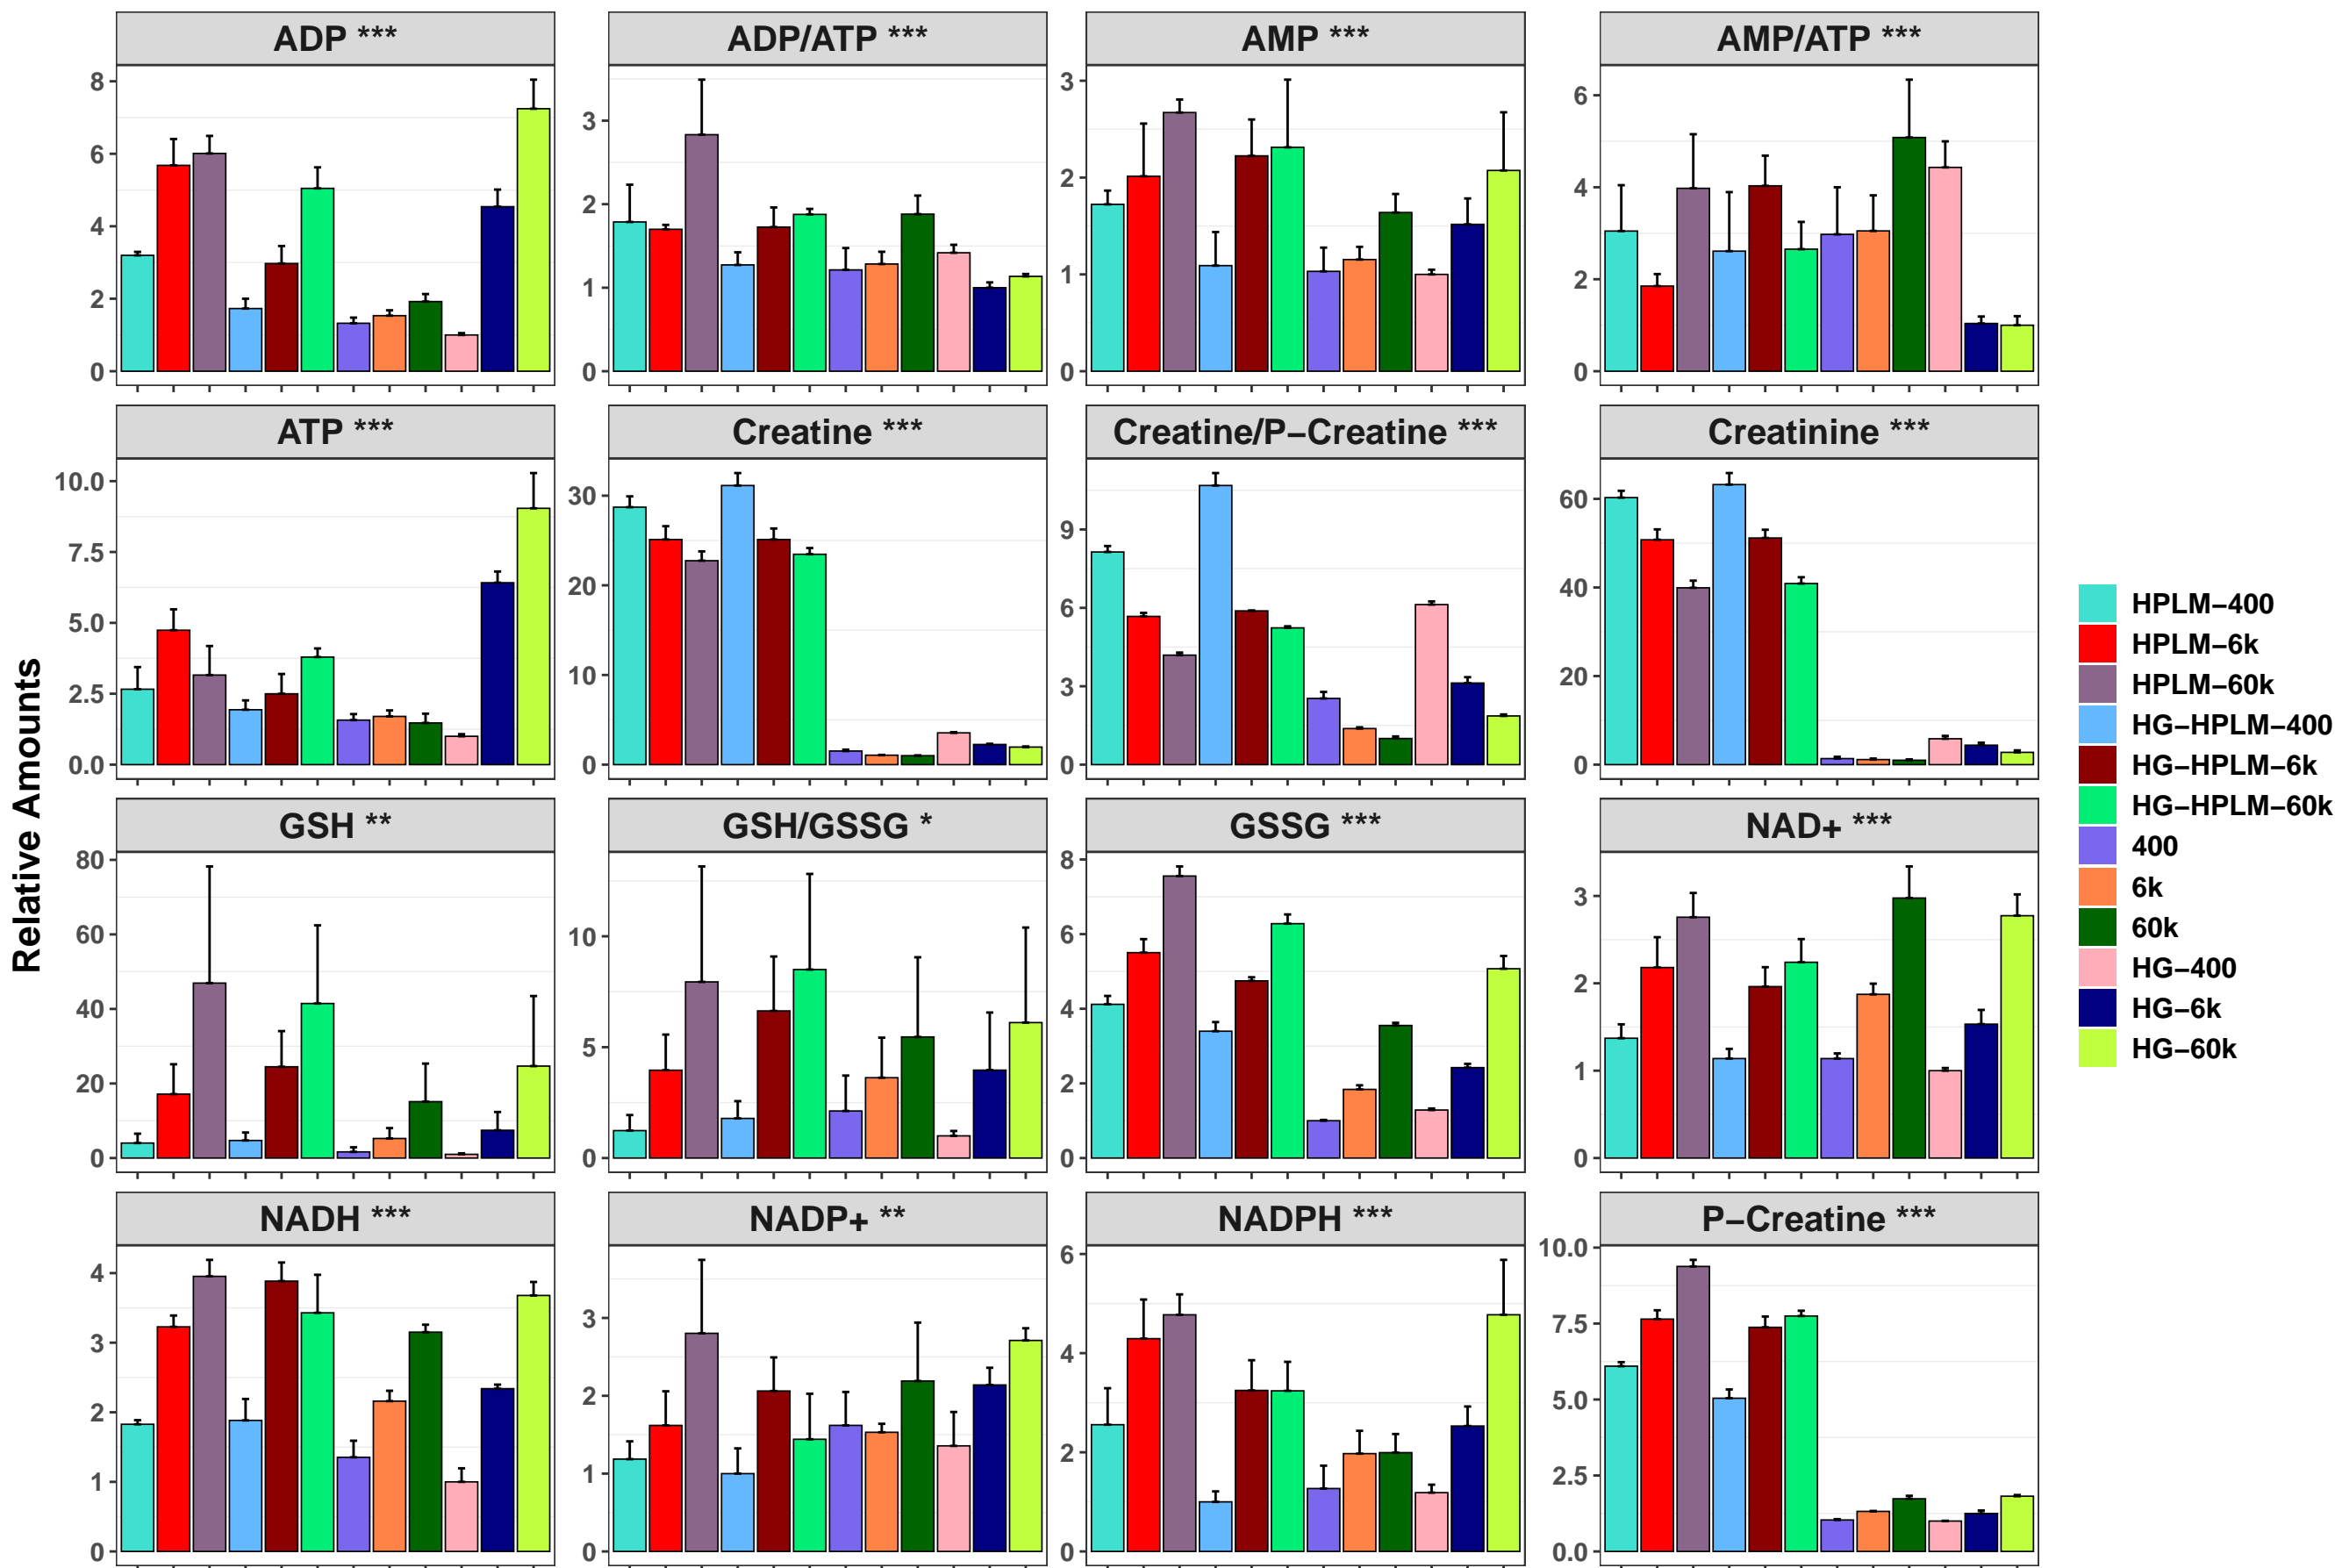 ADP ***
ADP/ATP ***
AMP ***
AMP/ATP ***
8
6
4
2
0
3
2
1
0
3
2
1
0
6
4
2
0
ATP ***
Creatine ***
Creatine/P−Creatine ***
Creatinine ***
10.0
7.5
5.0
2.5
0.0
30
20
10
0
9
6
3
0
60
40
20
0
Relative Amounts
GSH **
GSH/GSSG *
GSSG ***
NAD+ ***
80
60
40
20
0
10
5
0
8
6
4
2
0
3
2
1
0
NADH ***
NADP+ **
NADPH ***
P−Creatine ***
4
3
2
1
0
3
2
1
0
6
4
2
0
10.0
7.5
5.0
2.5
0.0
HPLM−400
HPLM−6k
HPLM−60k
HG−HPLM−400
HG−HPLM−6k
HG−HPLM−60k
400
6k
60k
HG−400
HG−6k
HG−60k